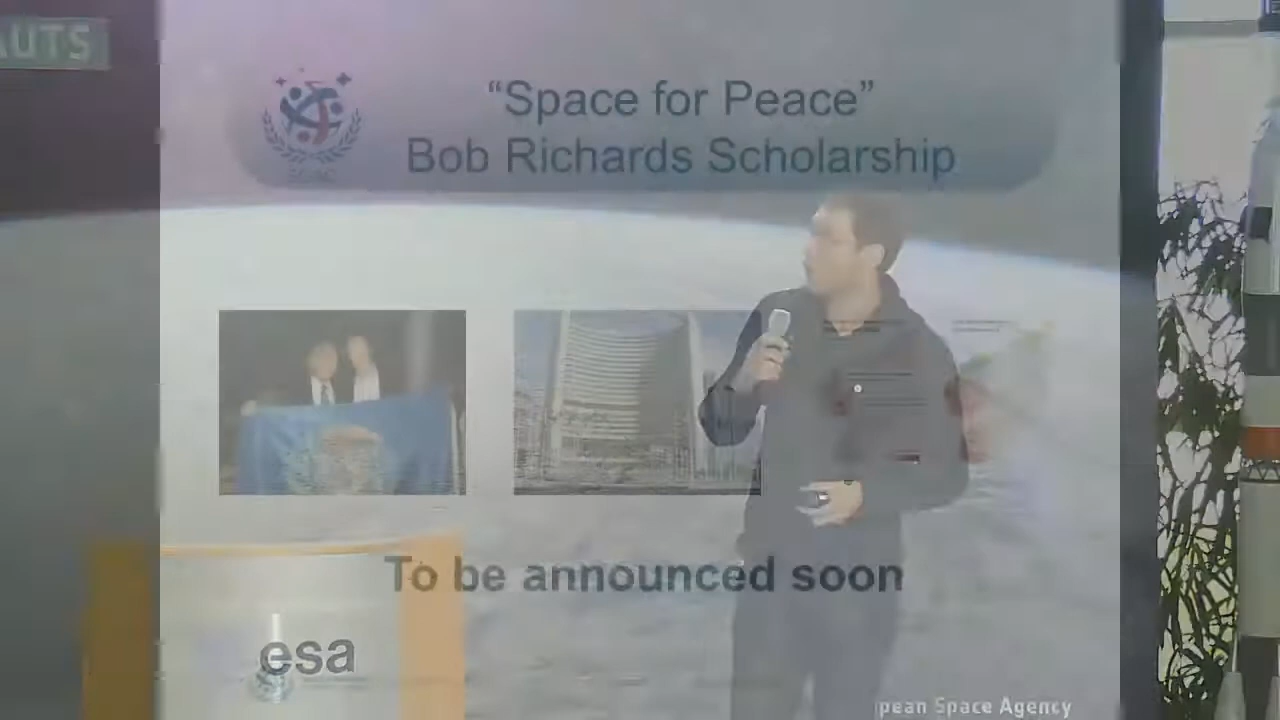 AUTS
“Space for Peace”
Bob Richards Scholarship
To be announced soon
esa
pean Space Agency